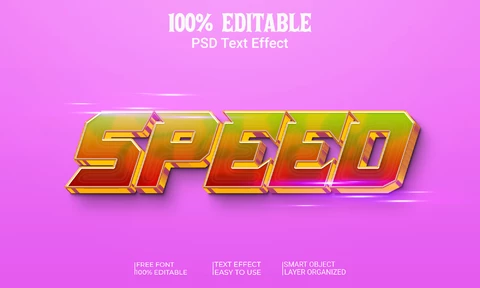 100% EDITABLE
PSD Text Effect
SPEED
FREE FONT
100% EDITABLE
TEXT EFFECT
EASY TO USE
SMART OBJECT
LAYER ORGANIZED